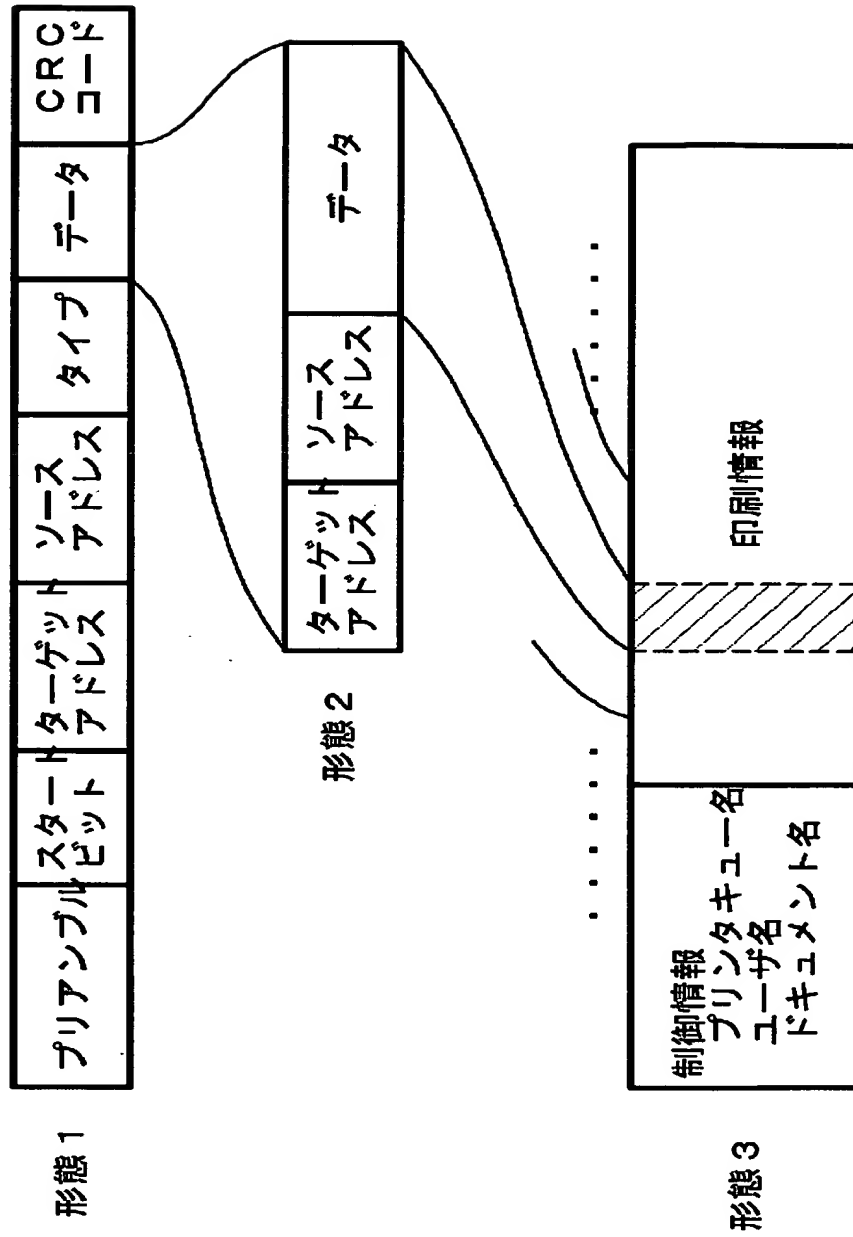 形態1
プリアンブル
スタート
ビット
ターゲット
アドレス
ソース
アドレス
タイプ
データ
CRC
コード
形態2
ターゲット
アドレス
ソース
アドレス
データ
形態3
制御情報
プリンタキュー名
ユーザ名
ドキュメント名
印刷情報